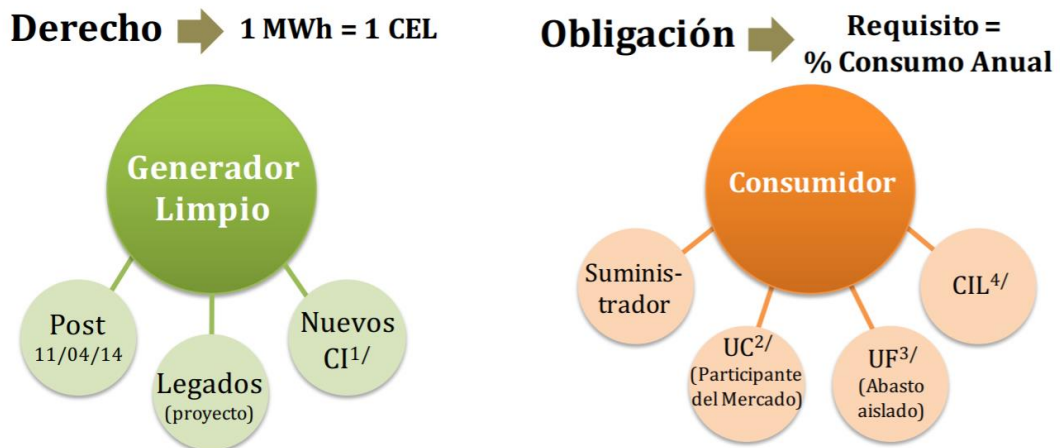 Derecho 1 MWh = 1 CEL
Generador
Limpio
Post
11/04/14
Legados
(proyecto)
Nuevos
CI1/
Obligación
Requisito =
% Consumo Anual
Consumidor
Suminis-
trador
UC2/
(Participante
del Mercado)
UF3/
(Abasto
aislado)
CIL4/